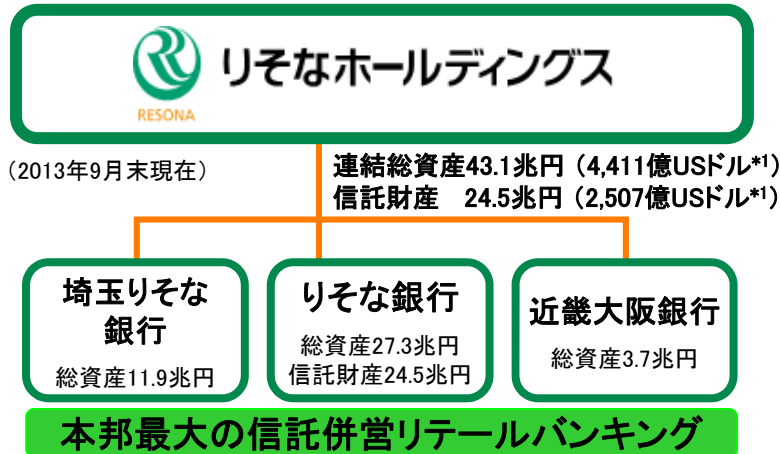 りそなホールディングス
RESONA
(2013年9月末現在)
連結総資産43.1兆円 (4,411億USドル*1)
信託財産 24.5兆円 (2,507億USドル*1)
埼玉りそな
銀行
総資産11.9兆円
りそな銀行
総資産27.3兆円
信託財産24.5兆円
近畿大阪銀行
総資産3.7兆円
本邦最大の信託併営リテールバンキング